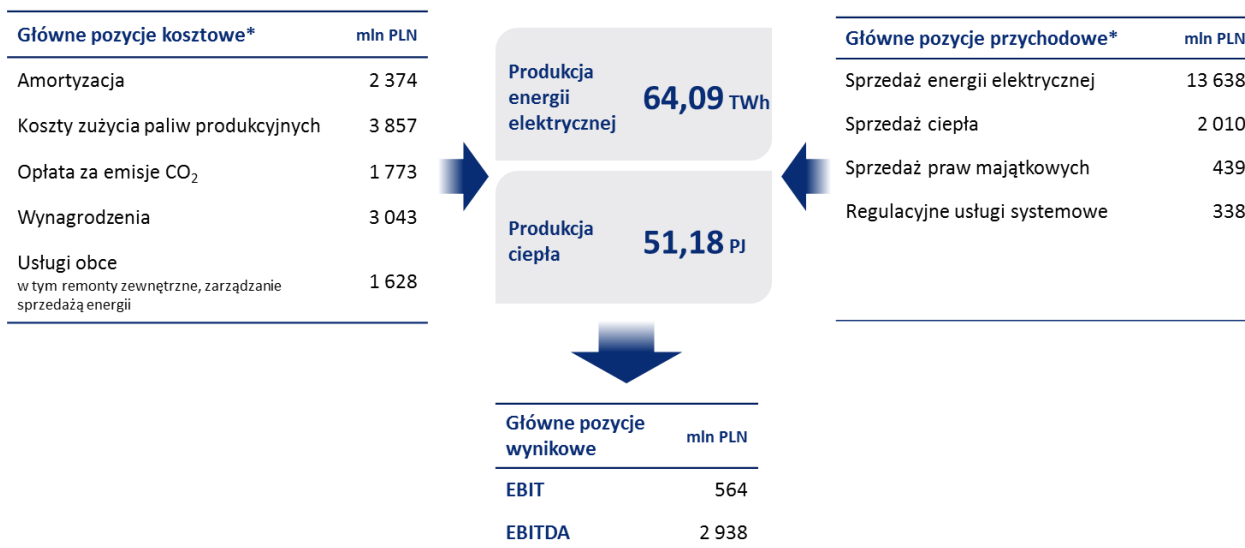 Główne pozycje kosztowe* mln PLN
Amortyzacja 2 374
Koszty zużycia paliw produkcyjnych 3 857
Opłata za emisje CO2 1 773
Wynagrodzenia 3 043
Usługi obce
w tym remonty zewnętrzne, zarządzanie
sprzedażą energii
1 628
Produkcja
energii
elektrycznej
64,09 TWh
Produkcja
ciepła
51,18 PJ
Główne pozycje przychodowe* mln PLN
Sprzedaż energii elektrycznej 13 638
Sprzedaż ciepła 2 010
Sprzedaż praw majątkowych 439
Regulacyjne usługi systemowe 338
Główne pozycje
wynikowe
mln PLN
EBIT 564
EBITDA 2 938